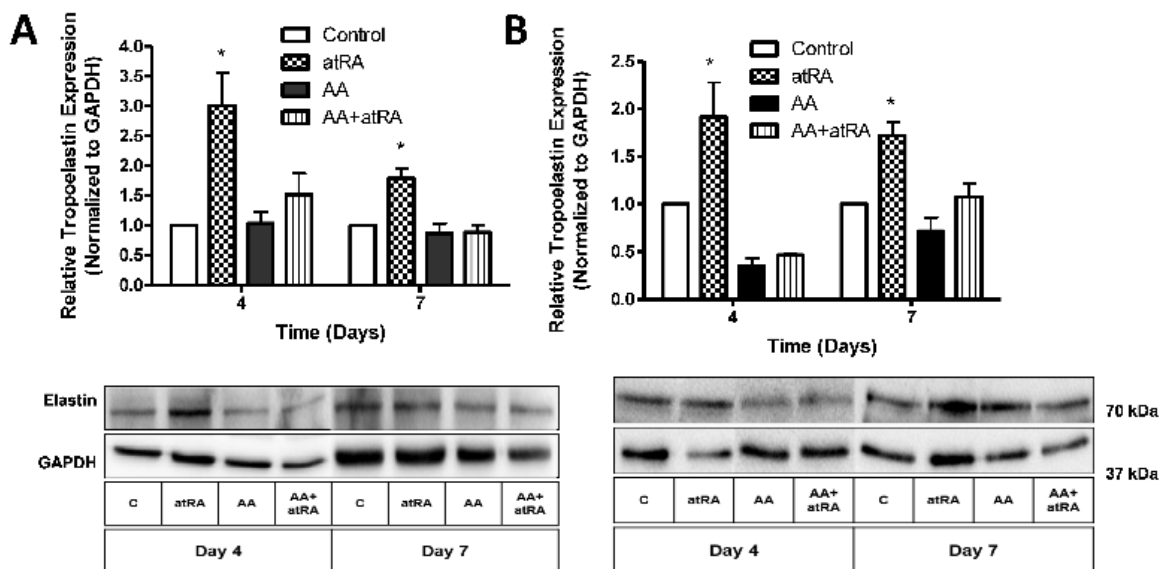 A
Relative Tropoelastin Expression
(Normalized to GAPDH)
4.0
3.5
3.0
2.5
2.0
1.5
1.0
0.5
0.0
*
*
Control
atRA
AA
AA+atRA
4
7
Time (Days)
B
Relative Tropoelastin Expression
(Normalized to GAPDH)
2.5
2.0
1.5
1.0
0.5
0.0
*
*
Control
atRA
AA
AA+atRA
4
7
Time (Days)
Elastin
GAPDH
C
atRA
AA
AA+
atRA
C
atRA
AA
AA+
atRA
Day 4
Day 7
70 kDa
37 kDa
C
atRA
AA
AA+
atRA
C
atRA
AA
AA+
atRA
Day 4
Day 7